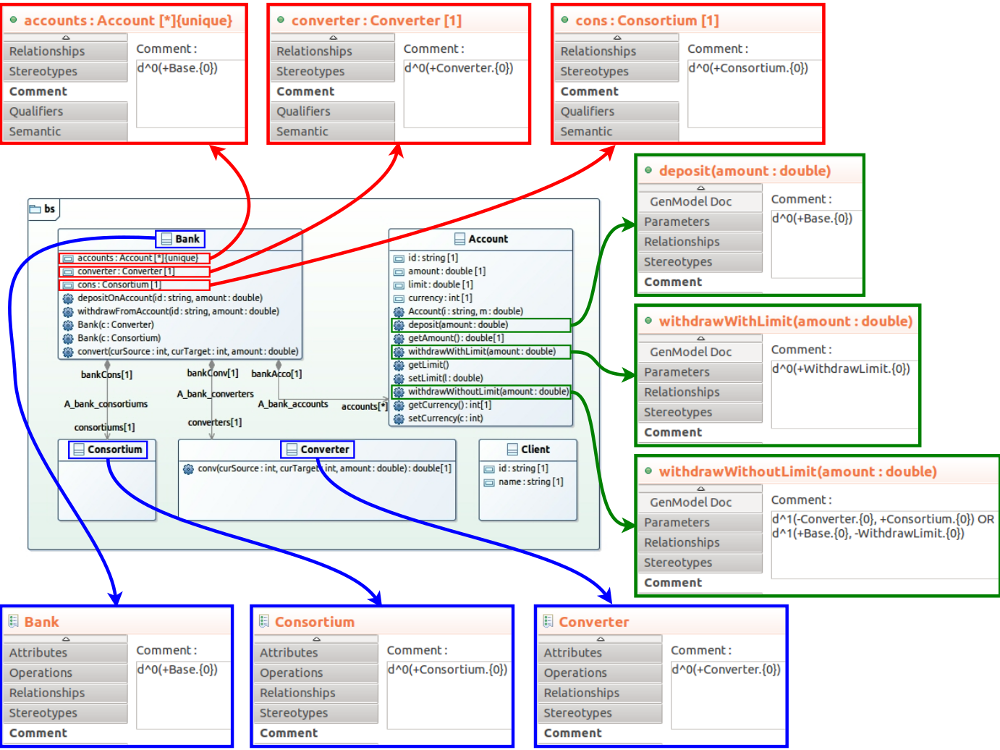 accounts : Account [*]{unique}
Relationships
Stereotypes
Comment
Qualifiers
Semantic
Comment :
d^0(+Base.{0})
converter : Converter [1]
Relationships
Stereotypes
Comment
Qualifiers
Semantic
Comment :
d^0(+Converter.{0})
cons : Consortium [1]
Relationships
Stereotypes
Comment
Qualifiers
Semantic
Comment :
d^0(+Consortium.{0})
deposit(amount : double)
GenModel Doc
Parameters
Relationships
Stereotypes
Comment
Comment :
d^0(+Base.{0})
bs
Bank
accounts : Account [*]{unique}
converter : Converter [1]
cons : Consortium [1]
depositOnAccount(id : string, amount : double)
withdrawFromAccount(id : string, amount : double)
Bank(c : Converter)
Bank(c : Consortium)
convert(curSource : int, curTarget : int, amount : double)
Account
id : string [1]
amount : double [1]
limit : double [1]
currency : int [1]
Account(i : string, m : double)
deposit(amount : double)
getAmount() : double[1]
withdrawWithLimit(amount : double)
getLimit()
setLimit(l : double)
withdrawWithoutLimit(amount : double)
getCurrency() : int[1]
setCurrency(c : int)
bankCons[1]
bankConv[1]
bankAcco[1]
A_bank_consortiums
A_bank_converters
A_bank_accounts
accounts[*]
consortiums[1]
converters[1]
Consortium
Converter
conv(curSource : int, curTarget : int, amount : double) : double[1]
Client
id : string [1]
name : string [1]
withdrawWithLimit(amount : double)
GenModel Doc
Parameters
Relationships
Stereotypes
Comment
Comment :
d^0(+WithdrawLimit.{0})
withdrawWithoutLimit(amount : double)
GenModel Doc
Parameters
Relationships
Stereotypes
Comment
Comment :
d^1(-Converter.{0}, +Consortium.{0}) OR
d^1(+Base.{0}, -WithdrawLimit.{0})
Bank
Attributes
Operations
Relationships
Stereotypes
Comment
Comment :
d^0(+Base.{0})
Consortium
Attributes
Operations
Relationships
Stereotypes
Comment
Comment :
d^0(+Consortium.{0})
Converter
Attributes
Operations
Relationships
Stereotypes
Comment
Comment :
d^0(+Converter.{0})